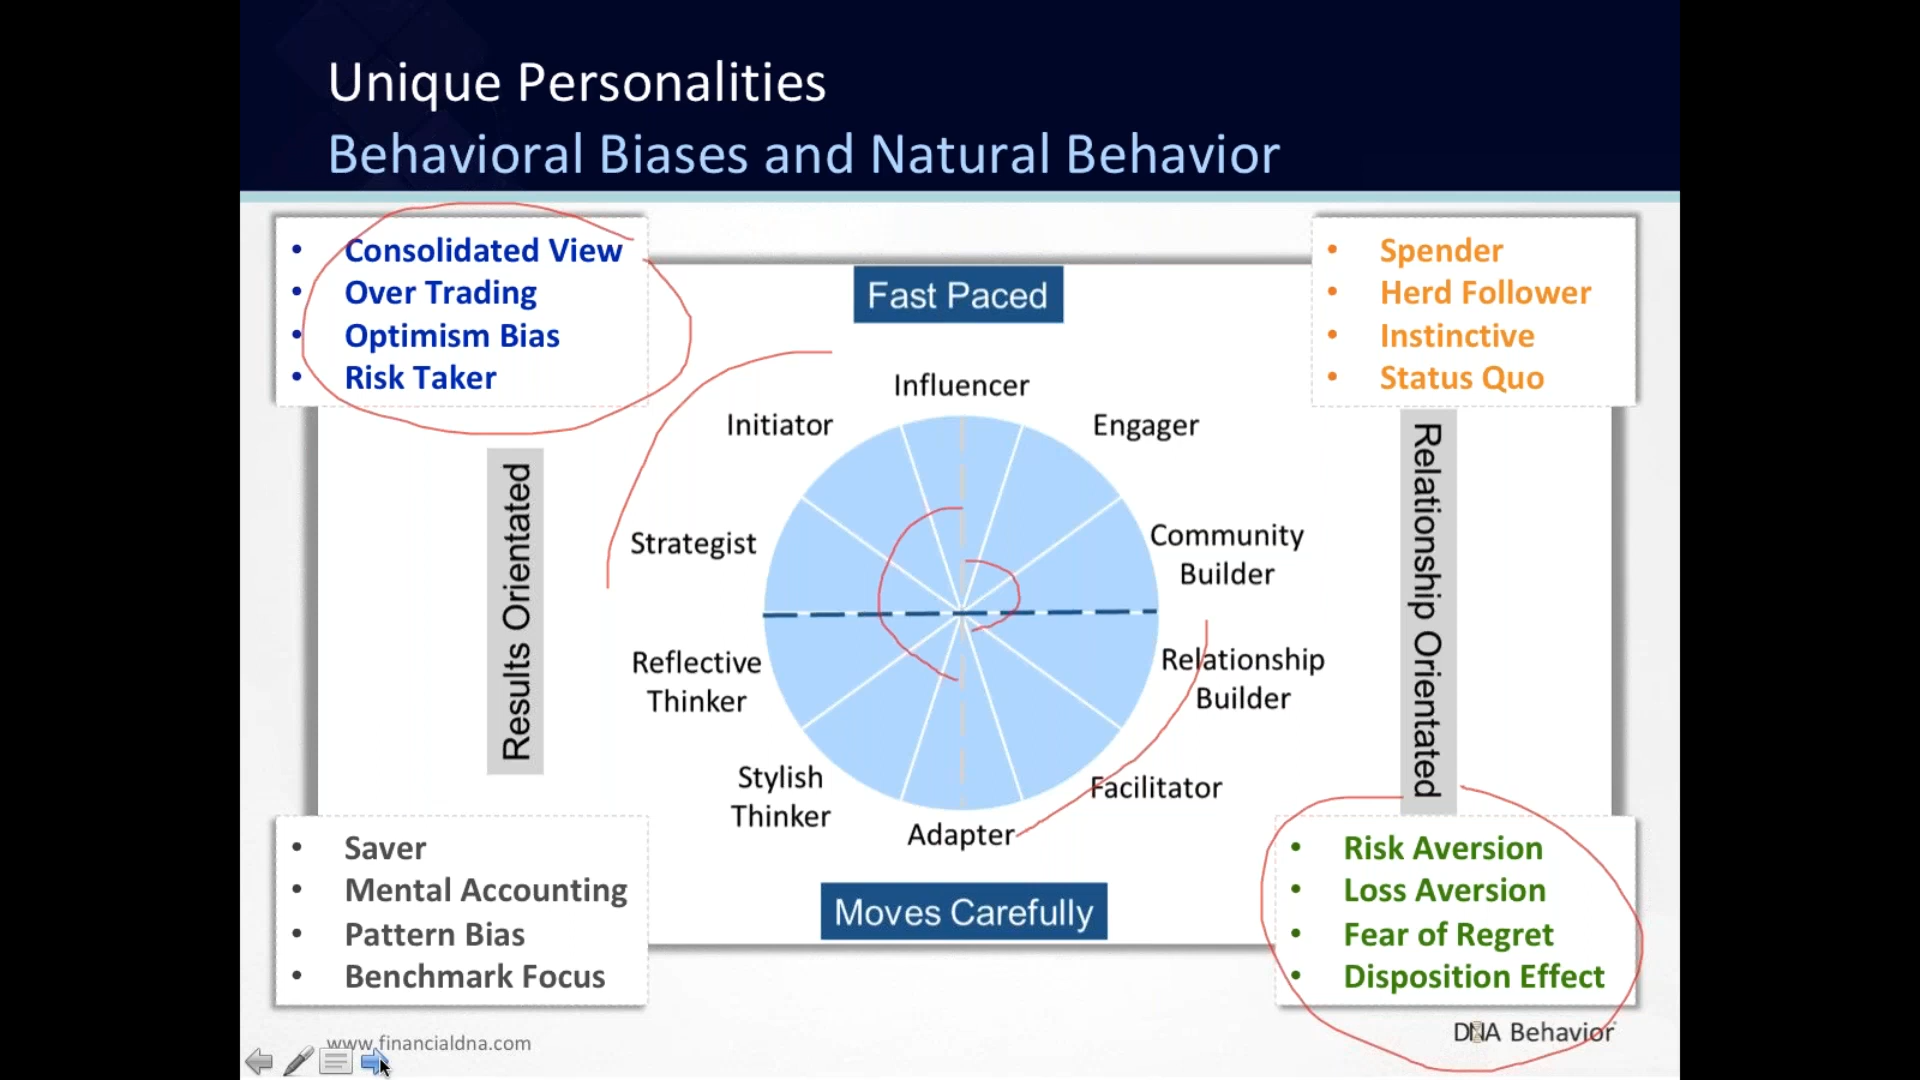 Unique Personalities
Behavioral Biases and Natural Behavior
• Consolidated View
• Over Trading
• Optimism Bias
• Risk Taker
• Spender
• Herd Follower
• Instinctive
• Status Quo
Fast Paced
Influencer
Initiator
Engager
Strategist
Community
Builder
Results Orientated
Relationship Orientated
Reflective
Thinker
Relationship
Builder
Stylish
Thinker
Facilitator
Adapter
Moves Carefully
• Saver
• Mental Accounting
• Pattern Bias
• Benchmark Focus
• Risk Aversion
• Loss Aversion
• Fear of Regret
• Disposition Effect
www.financialdna.com
DNA Behavior